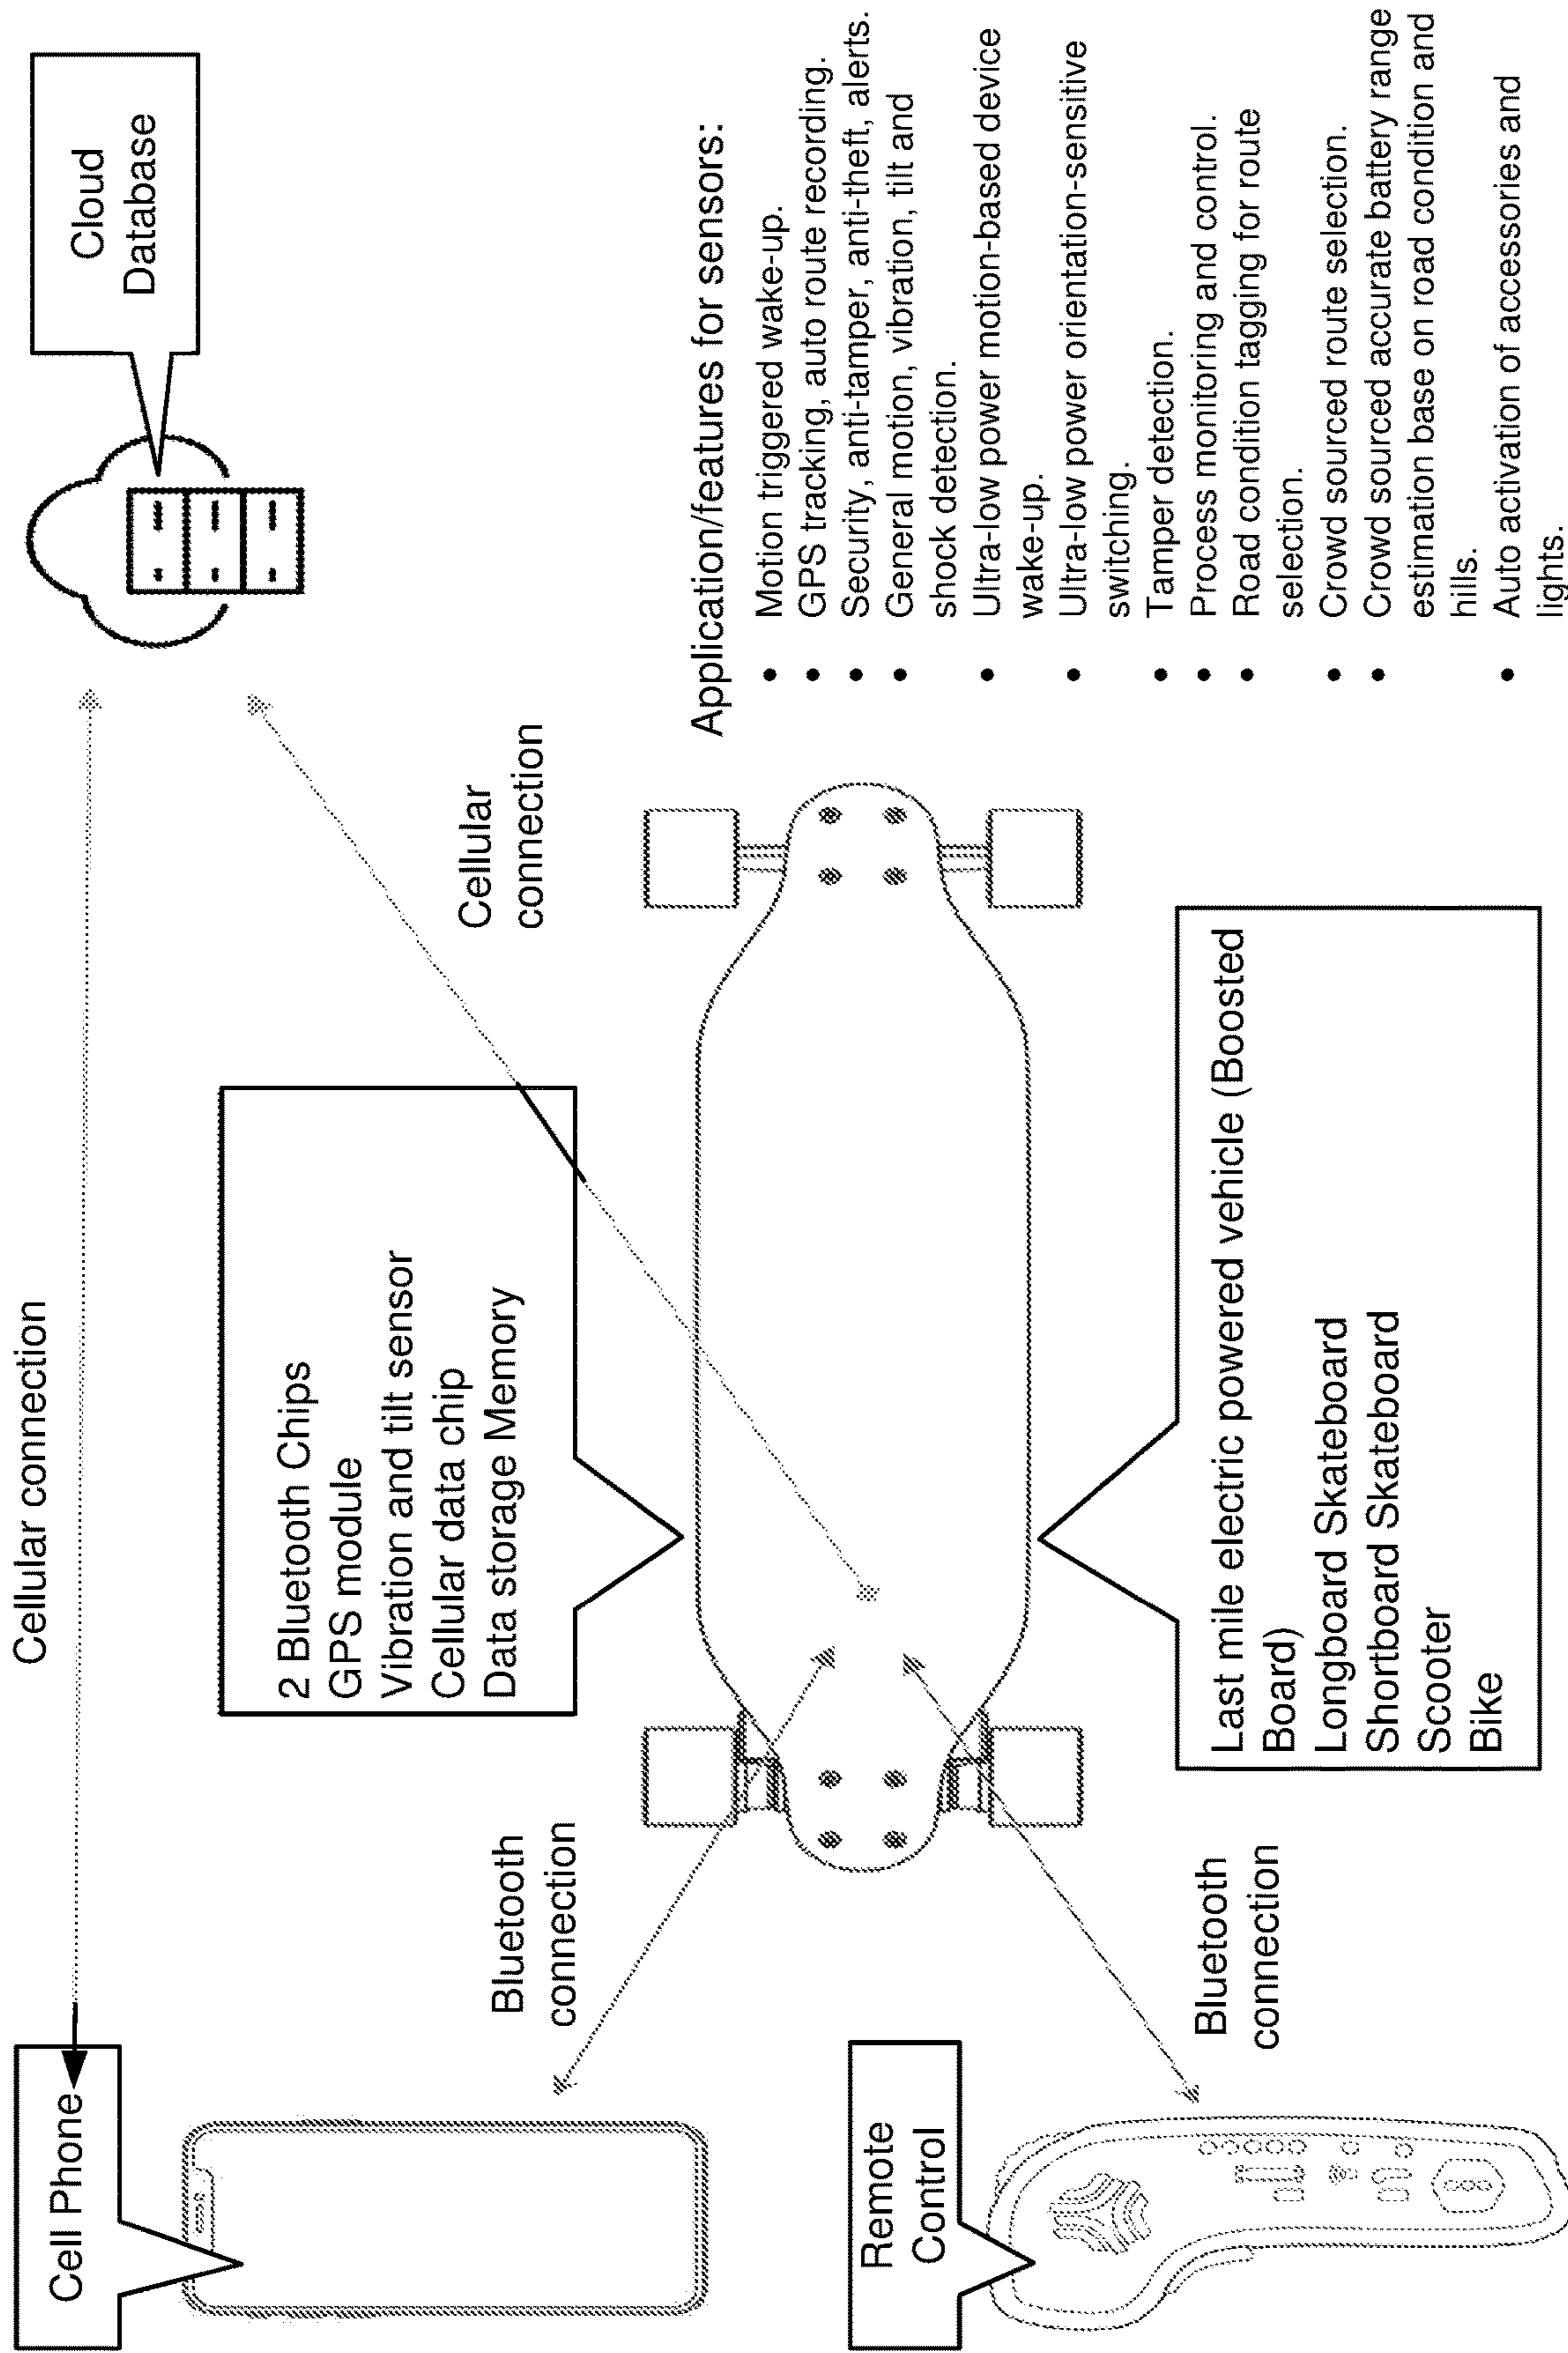 Cellular connection
Cloud
Database
Cell Phone
2 Bluetooth Chips
GPS module
Vibration and tilt sensor
Cellular data chip
Data storage Memory
Cellular
connection
Bluetooth
connection
Remote
Control
Bluetooth
connection
Last mile electric powered vehicle (Boosted
Board)
Longboard Skateboard
Shortboard Skateboard
Scooter
Bike
Application/features for sensors:
• Motion triggered wake-up.
• GPS tracking, auto route recording.
• Security, anti-tamper, anti-theft, alerts.
• General motion, vibration, tilt and
shock detection.
• Ultra-low power motion-based device
wake-up.
• Ultra-low power orientation-sensitive
switching.
• Tamper detection.
• Process monitoring and control.
• Road condition tagging for route
selection.
• Crowd sourced route selection.
• Crowd sourced accurate battery range
estimation base on road condition and
hills.
• Auto activation of accessories and
lights.